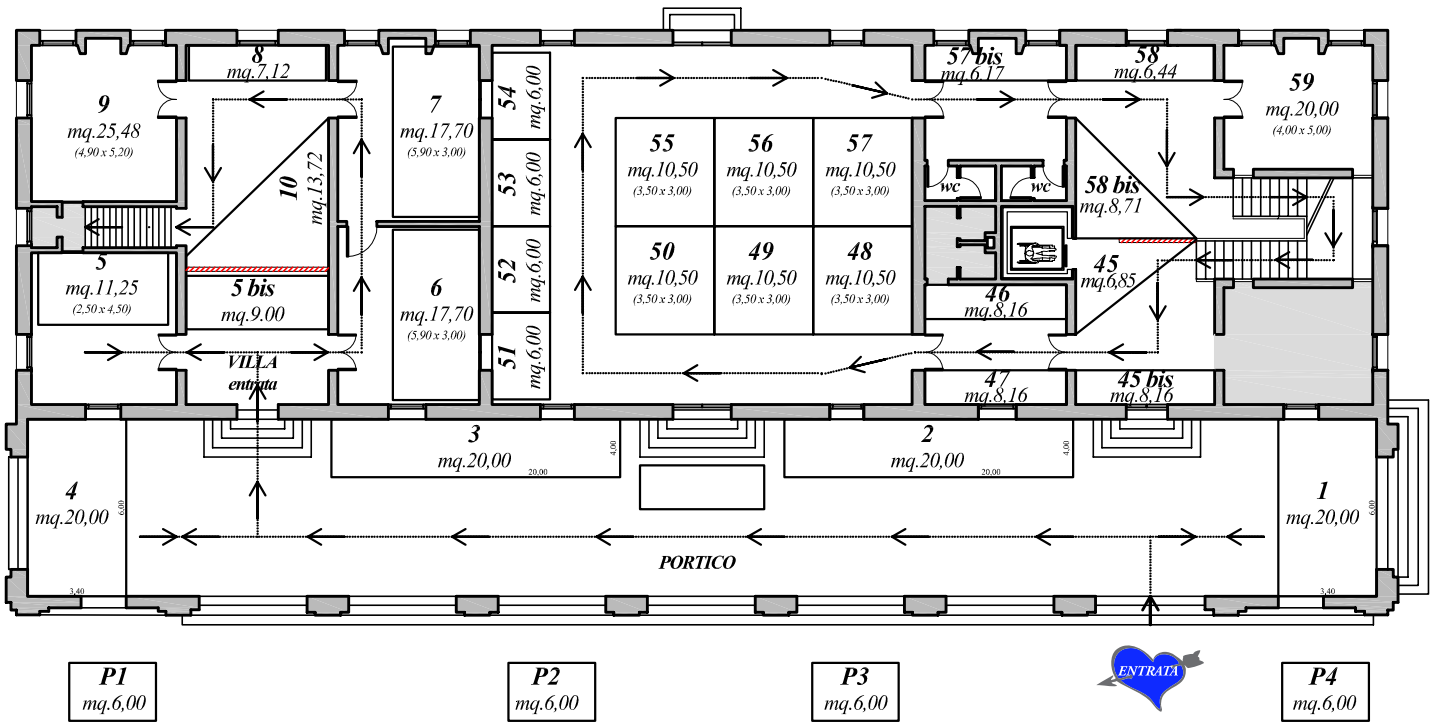 8
mq.7,12
9
mq.25,48
(4,90 x 5,20)
10
mq.13,72
7
mq.17,70
(5,90 x 3,00)
54
mq.6,00
53
mq.6,00
52
mq.6,00
51
mq.6,00
55
mq.10,50
(3,50 x 3,00)
56
mq.10,50
(3,50 x 3,00)
57
mq.10,50
(3,50 x 3,00)
50
mq.10,50
(3,50 x 3,00)
49
mq.10,50
(3,50 x 3,00)
48
mq.10,50
(3,50 x 3,00)
57 bis
mq.6,17
58
mq.6,44
59
mq.20,00
(4,00 x 5,00)
wc
wc
58 bis
mq.8,71
45
mq.6,85
46
mq.8,16
47
mq.8,16
45 bis
mq.8,16
5
mq.11,25
(2,50 x 4,50)
5 bis
mq.9.00
6
mq.17,70
(5,90 x 3,00)
VILLA
entrata
4
mq.20,00
6,00
3,40
3
mq.20,00
20,00
4,00
2
mq.20,00
20,00
4,00
1
mq.20,00
6,00
3,40
PORTICO
P1
mq.6,00
P2
mq.6,00
P3
mq.6,00
ENTRATA
P4
mq.6,00